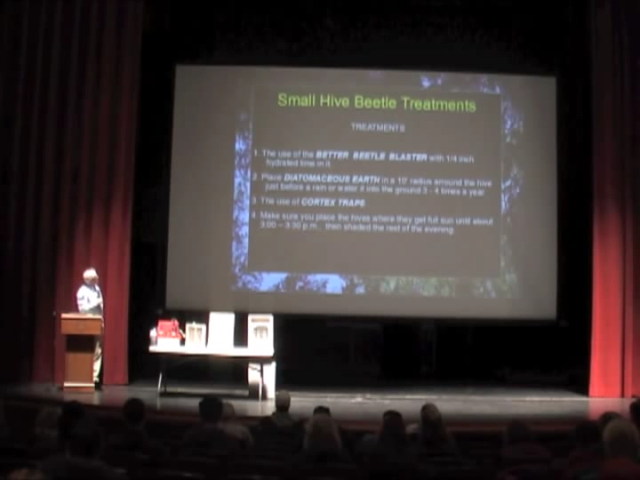 Small Hive Beetle Treatments
TREATMENTS
1. The use of the BETTER BEETLE BLASTER with 1/4 inch
hydrated lime in it.
2. Place DIATOMACEOUS EARTH in a 10' radius around the hive
just before a rain or water it into the ground 3 - 4 times a year
3. The use of CORTEX TRAPS
4. Make sure you place the hives where they get full sun until about
3:00 – 3:30 p.m., then shaded the rest of the evening.